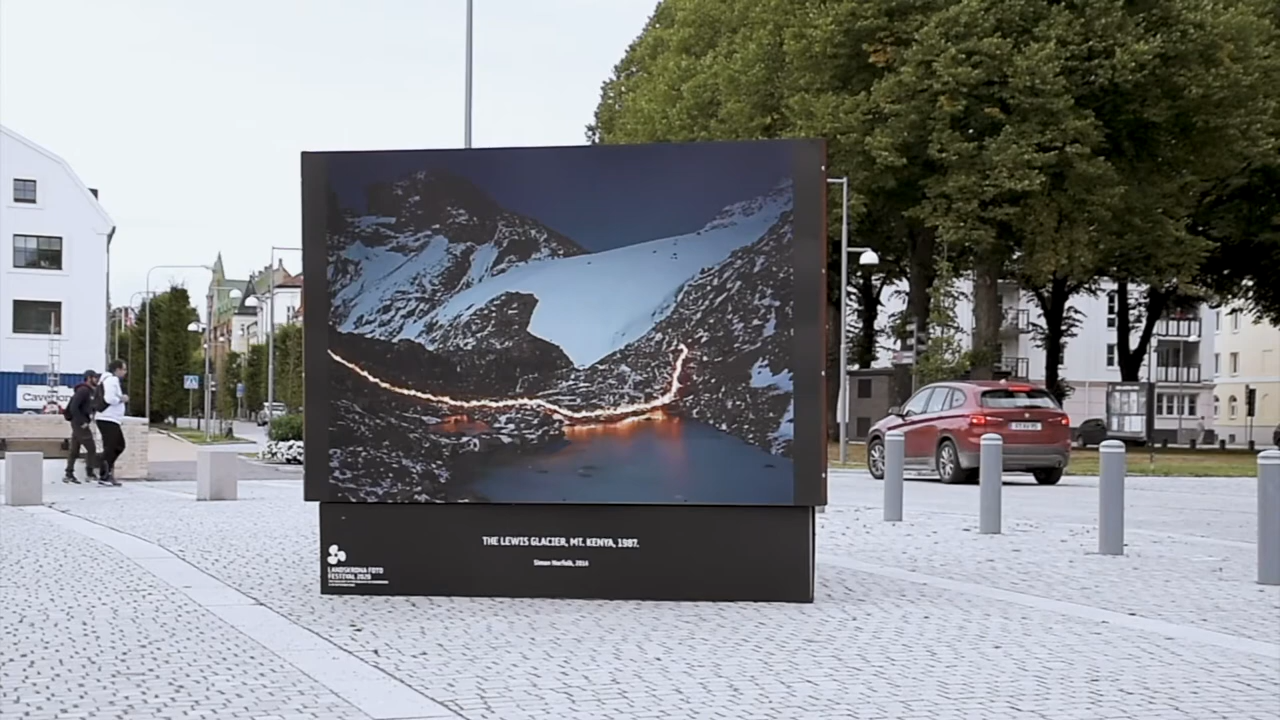 Caverion
THE LEWIS GLACIER, MT. KENYA, 1987.
Simon Norfolk, 2014
LANDSKRONA FOTO
FESTIVAL 2020